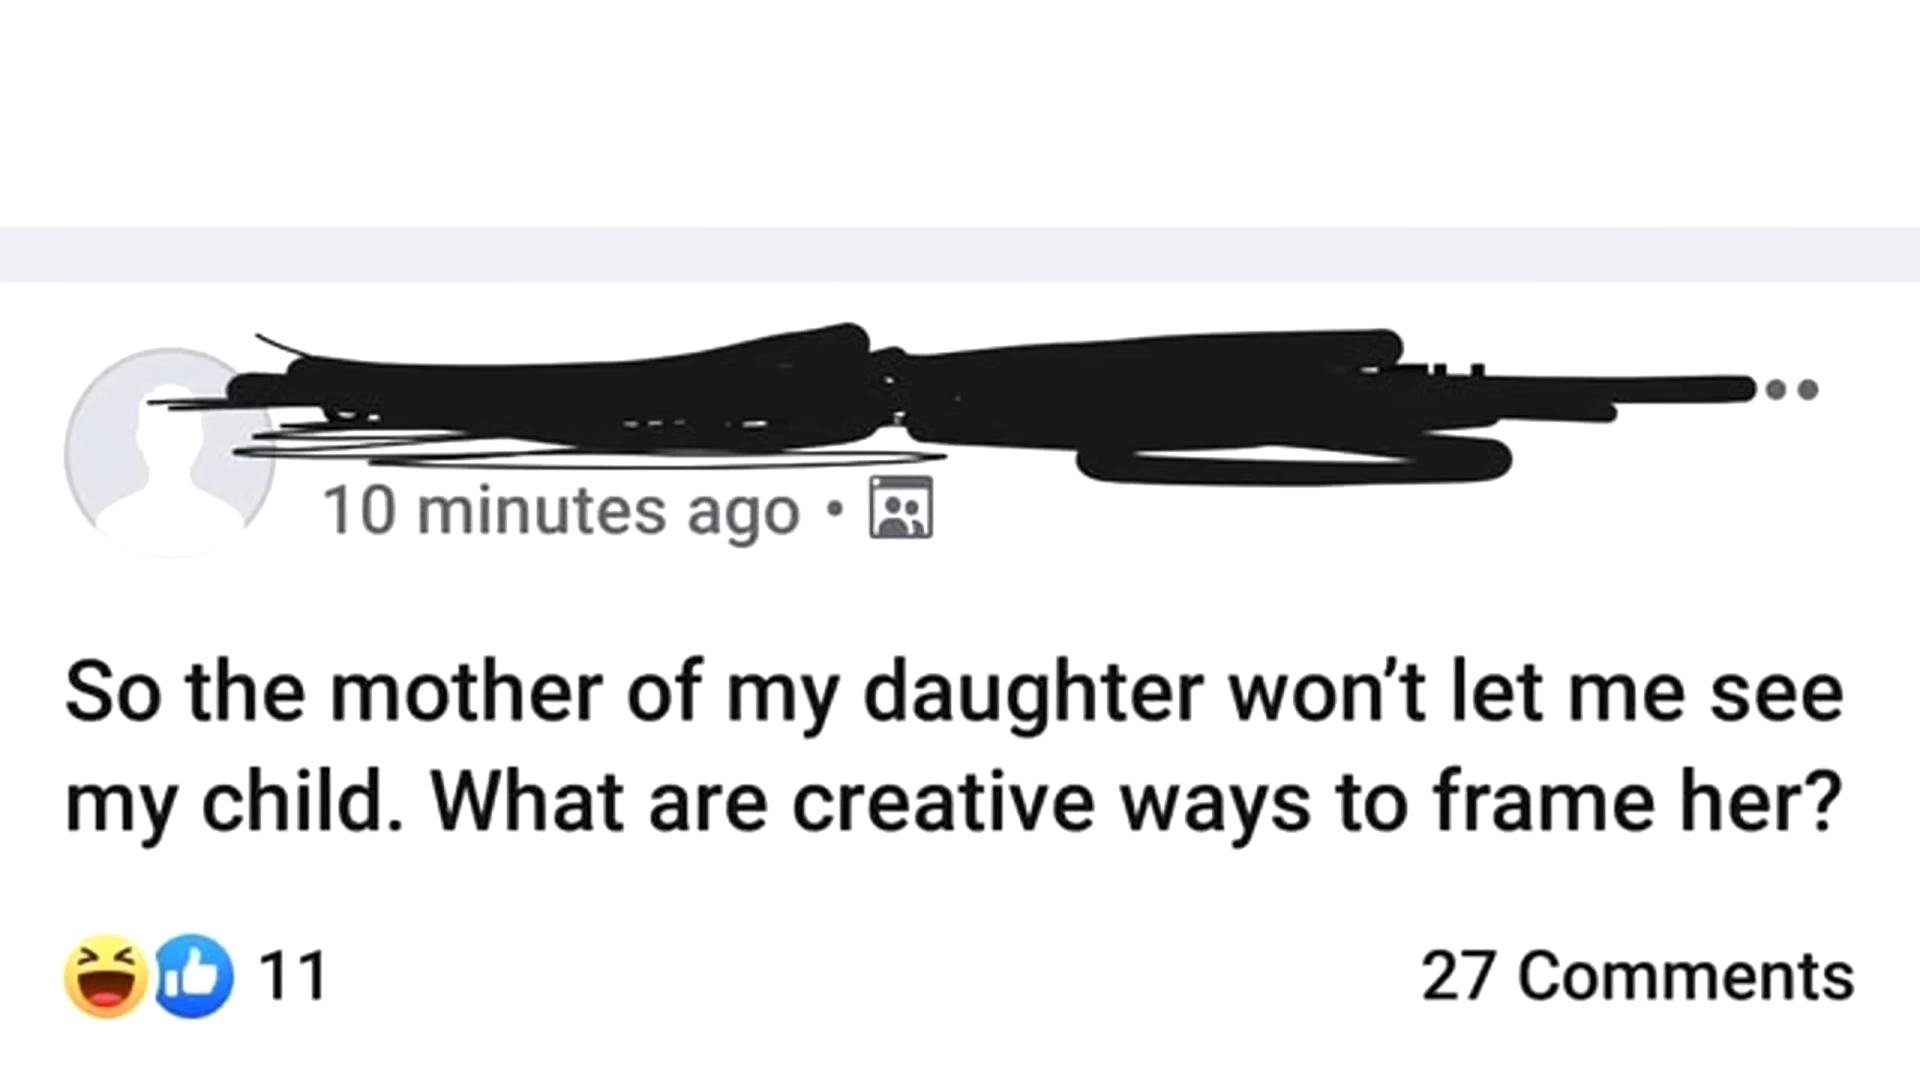 10 minutes ago •
So the mother of my daughter won’t let me see
my child. What are creative ways to frame her?
11
27 Comments